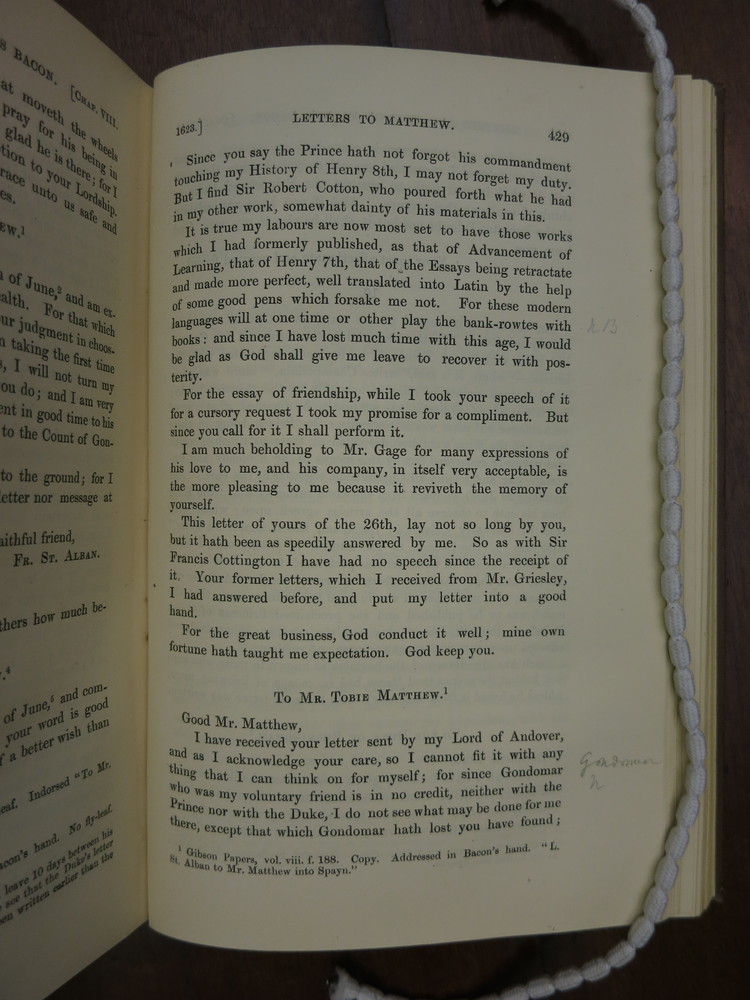 S BACON. [CHAP. VIII.
at moveth the wheels
pray for his being in
glad he is there; for I
tion to your Lordship.
race unto us safe and
es.
EW.1
n of June,2 and am ex-
alth. For that which
ur judgment in choos-
n taking the first time
s, I will not turn my
ou do; and I am very
ent in good time to his
to the Count of Gon-
to the ground; for I
letter nor message at
aithful friend,
FR. ST. ALBAN.
thers how much be-
.4
of June,5 and com-
your word is good
f a better wish than
eaf. Indorsed "To Mr.
acon's hand. No fly-leaf.
leave 10 days between his
see that the Duke's letter
en written earlier than the
1623.] LETTERS TO MATTHEW. 429
Since you say the Prince hath not forgot his commandment
touching my History of Henry 8th, I may not forget my duty.
But I find Sir Robert Cotton, who poured forth what he had
in my other work, somewhat dainty of his materials in this.
It is true my labours are now most set to have those works
which I had formerly published, as that of Advancement of
Learning, that of Henry 7th, that of the Essays being retractate
and made more perfect, well translated into Latin by the help
of some good pens which forsake me not. For these modern
languages will at one time or other play the bank-rowtes with
books: and since I have lost much time with this age, I would
be glad as God shall give me leave to recover it with pos-
terity.
For the essay of friendship, while I took your speech of it
for a cursory request I took my promise for a compliment. But
since you call for it I shall perform it.
I am much beholding to Mr. Gage for many expressions of
his love to me, and his company, in itself very acceptable, is
the more pleasing to me because it reviveth the memory of
yourself.
This letter of yours of the 26th, lay not so long by you,
but it hath been as speedily answered by me. So as with Sir
Francis Cottington I have had no speech since the receipt of
it. Your former letters, which I received from Mr. Griesley,
I had answered before, and put my letter into a good
hand.
For the great business, God conduct it well; mine own
fortune hath taught me expectation. God keep you.
TO MR. TOBIE MATTHEW.1
Good Mr. Matthew,
I have received your letter sent by my Lord of Andover,
and as I acknowledge your care, so I cannot fit it with any
thing that I can think on for myself; for since Gondomar
who was my voluntary friend is in no credit, neither with the
Prince nor with the Duke, I do not see what may be done for me
there, except that which Gondomar hath lost you have found;
1 Gibson Papers, vol. viii. f. 188. Copy. Addressed in Bacon's hand. "L.
St. Alban to Mr. Matthew into Spayn."
Gondomar